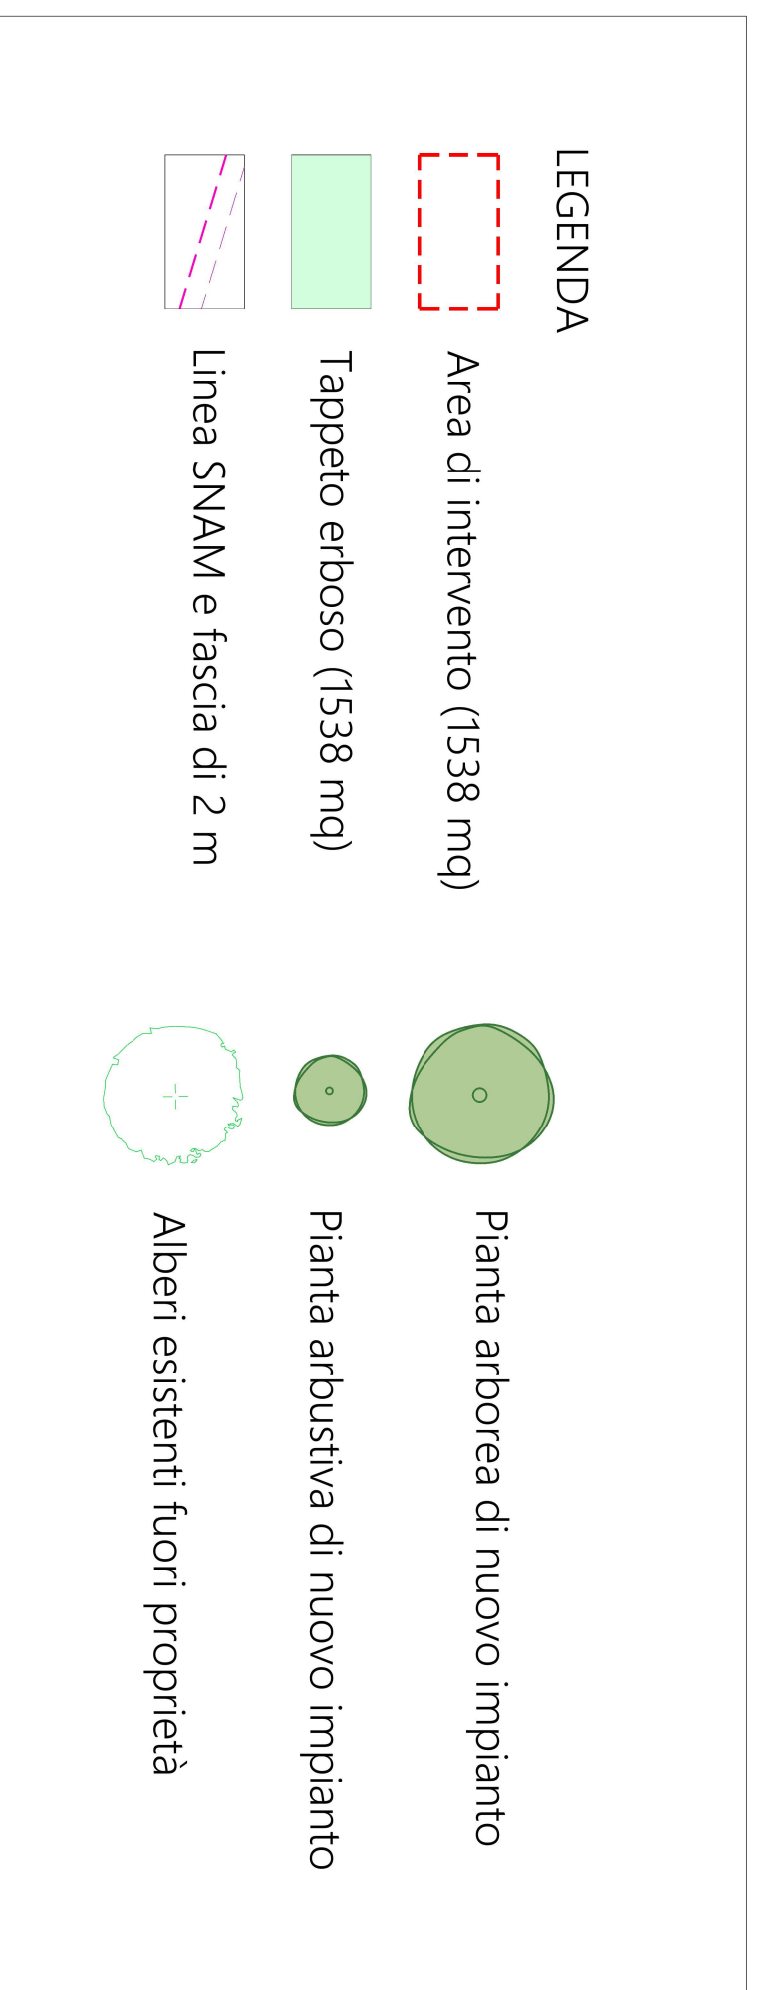 LEGENDA
Area di intervento (1538 mq)
Tappeto erboso (1538 mq)
Linea SNAM e fascia di 2 m
Pianta arborea di nuovo impianto
Pianta arbustiva di nuovo impianto
Alberi esistenti fuori proprietà